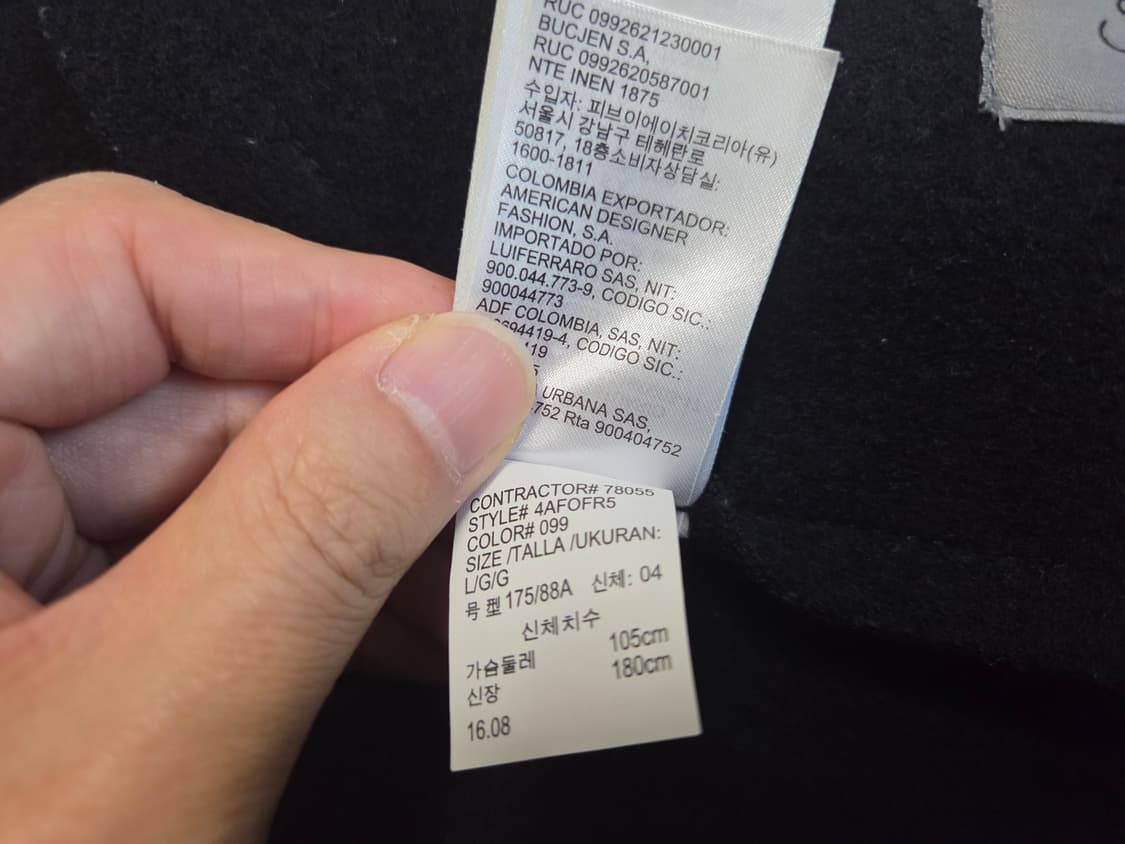 RUC 0992621230001
BUCJEN S.A,
RUC 0992620587001
NTE INEN 1875
수입자: 피브이에이치코리아(유)
서울시 강남구 테헤란로
50817, 18층소비자상담실:
1600-1811
COLOMBIA EXPORTADOR:
AMERICAN DESIGNER
FASHION, S.A.
IMPORTADO POR:
LUIFERRARO SAS, NIT:
900.044.773-9, CODIGO SIC.:
900044773
ADF COLOMBIA, SAS, NIT:
694419-4, CODIGO SIC.:
419
URBANA SAS,
752 Rta 900404752
CONTRACTOR# 78055
STYLE# 4AFOFR5
COLOR# 099
SIZE /TALLA /UKURAN:
L/G/G
号型 175/88A 신체: 04
신체치수
가슴둘레 105cm
신장 180cm
16.08